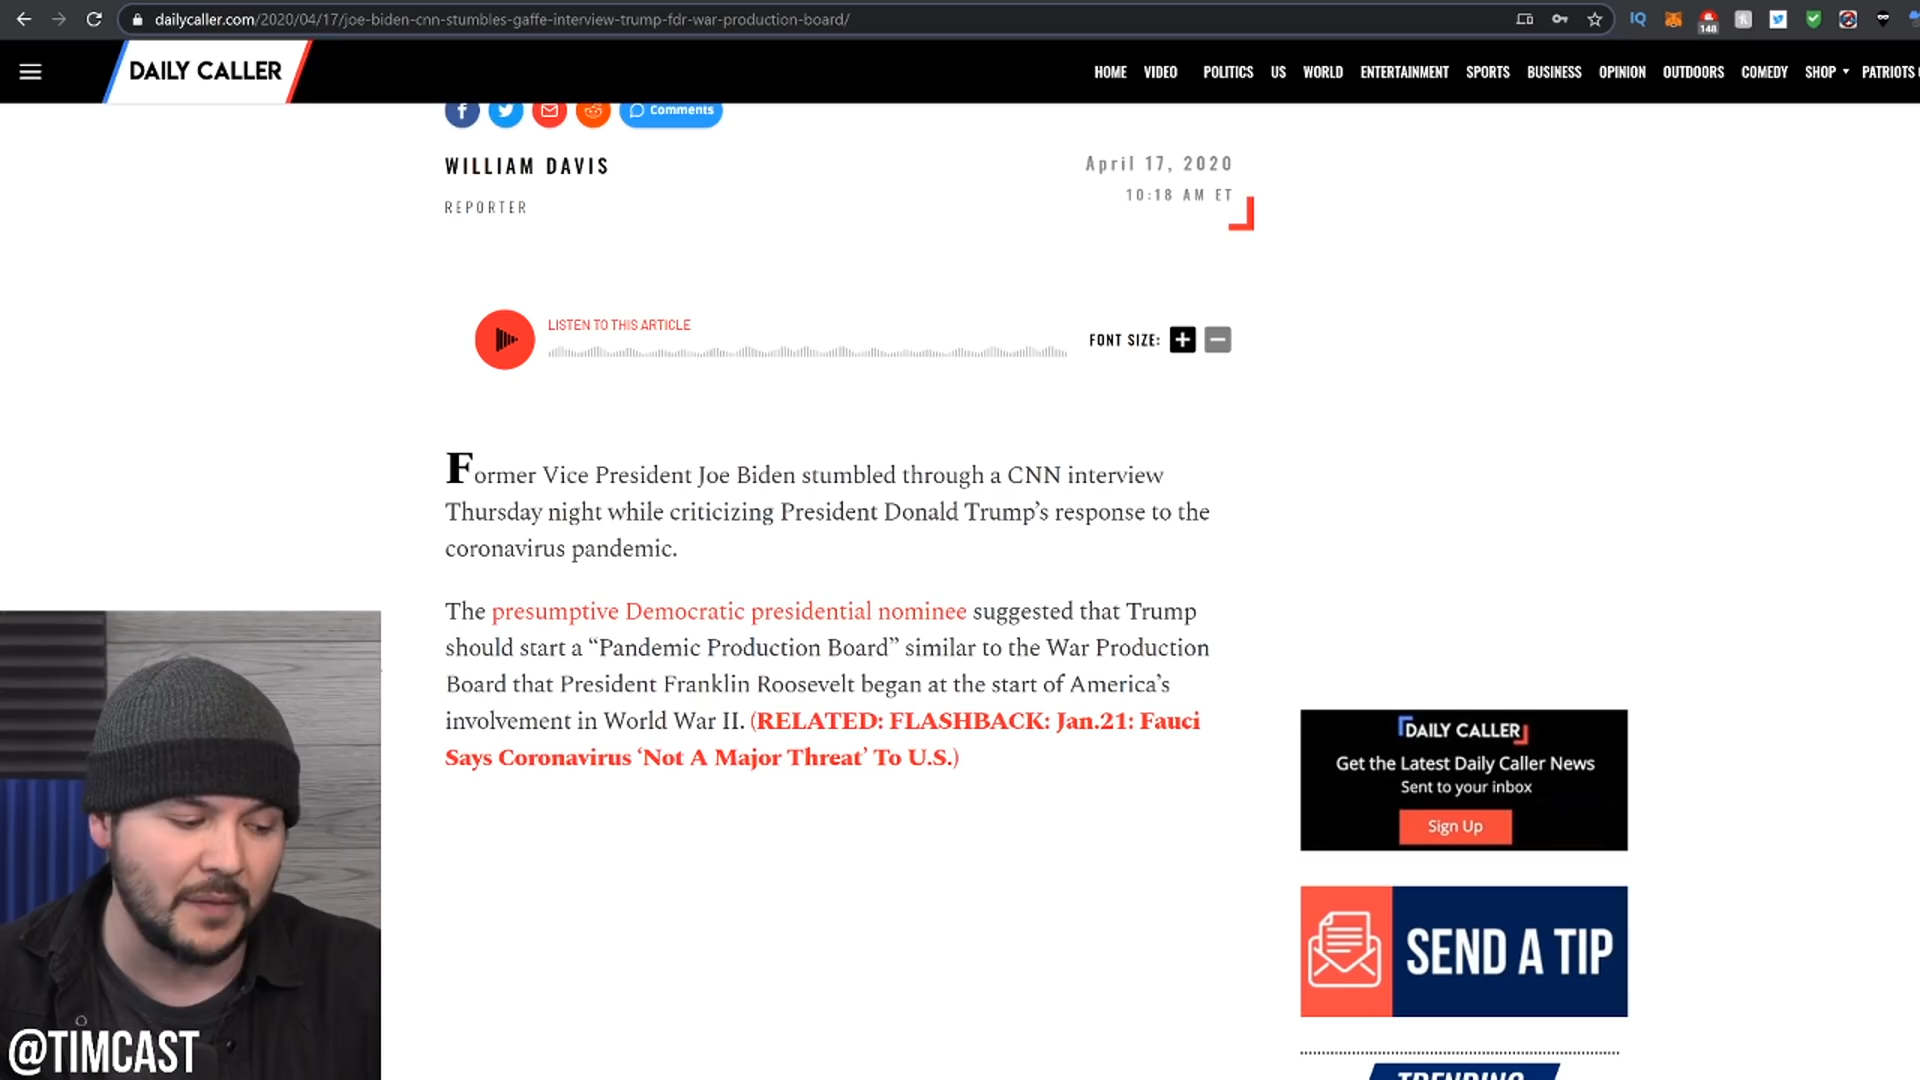 dailycaller.com/2020/04/17/joe-biden-cnn-stumbles-gaffe-interview-trump-fdr-war-production-board/
IQ
148
DAILY CALLER
HOME VIDEO POLITICS US WORLD ENTERTAINMENT SPORTS BUSINESS OPINION OUTDOORS COMEDY SHOP PATRIOTS
Comments
WILLIAM DAVIS
REPORTER
April 17, 2020
10:18 AM ET
LISTEN TO THIS ARTICLE
FONT SIZE:
Former Vice President Joe Biden stumbled through a CNN interview
Thursday night while criticizing President Donald Trump’s response to the
coronavirus pandemic.
The presumptive Democratic presidential nominee suggested that Trump
should start a “Pandemic Production Board” similar to the War Production
Board that President Franklin Roosevelt began at the start of America’s
involvement in World War II. (RELATED: FLASHBACK: Jan.21: Fauci
Says Coronavirus ‘Not A Major Threat’ To U.S.)
DAILY CALLER
Get the Latest Daily Caller News
Sent to your inbox
Sign Up
SEND A TIP
TRENDING
@TIMCAST